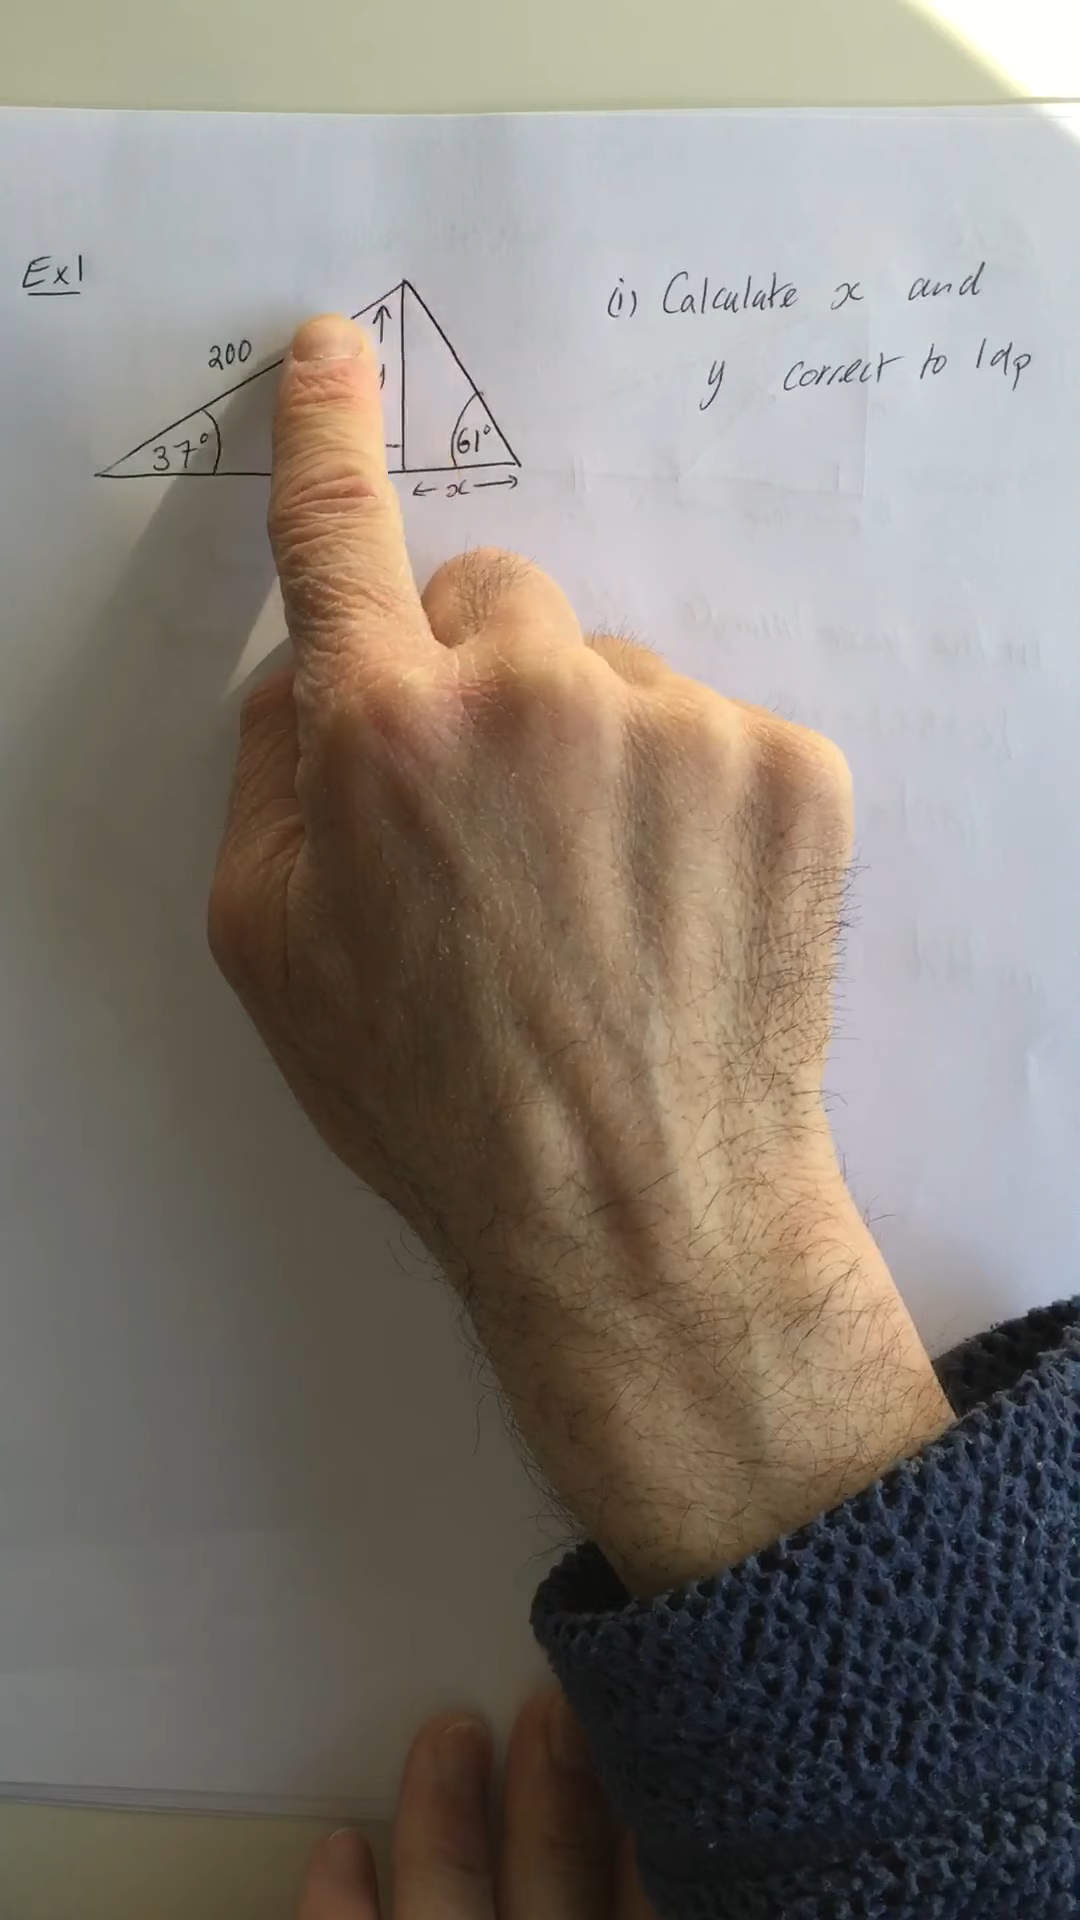 Ex1
(i) Calculate x and
y correct to 1dp
200
37°
61°
x